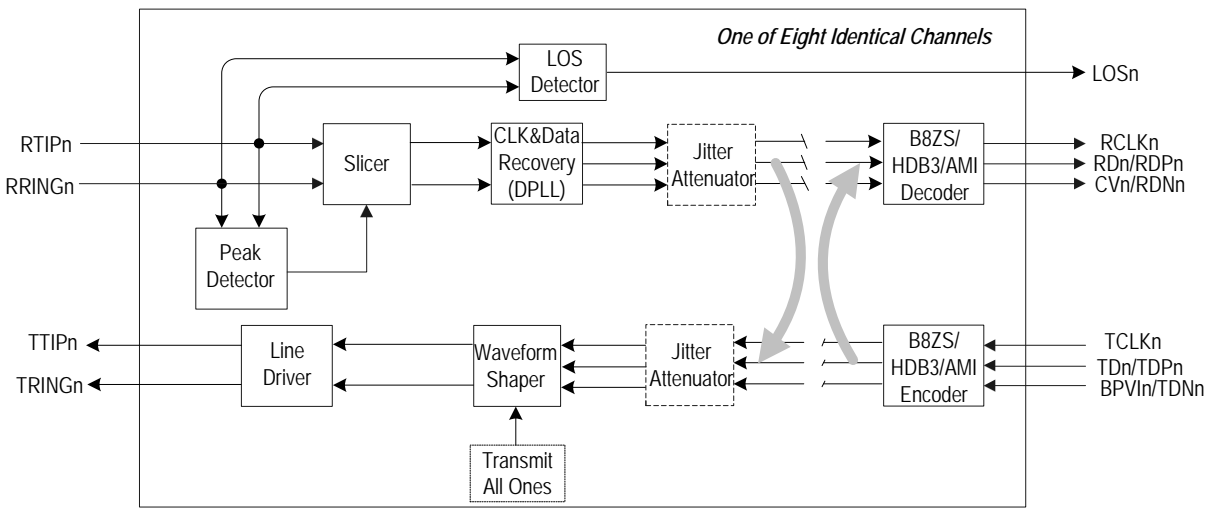 One of Eight Identical Channels
LOS
Detector
LOSn
RTIPn
RRINGn
Slicer
CLK&Data
Recovery
(DPLL)
Jitter
Attenuator
B8ZS/
HDB3/AMI
Decoder
RCLKn
RDn/RDPn
CVn/RDNn
Peak
Detector
TTIPn
TRINGn
Line
Driver
Waveform
Shaper
Jitter
Attenuator
B8ZS/
HDB3/AMI
Encoder
TCLKn
TDn/TDPn
BPVIn/TDNn
Transmit
All Ones